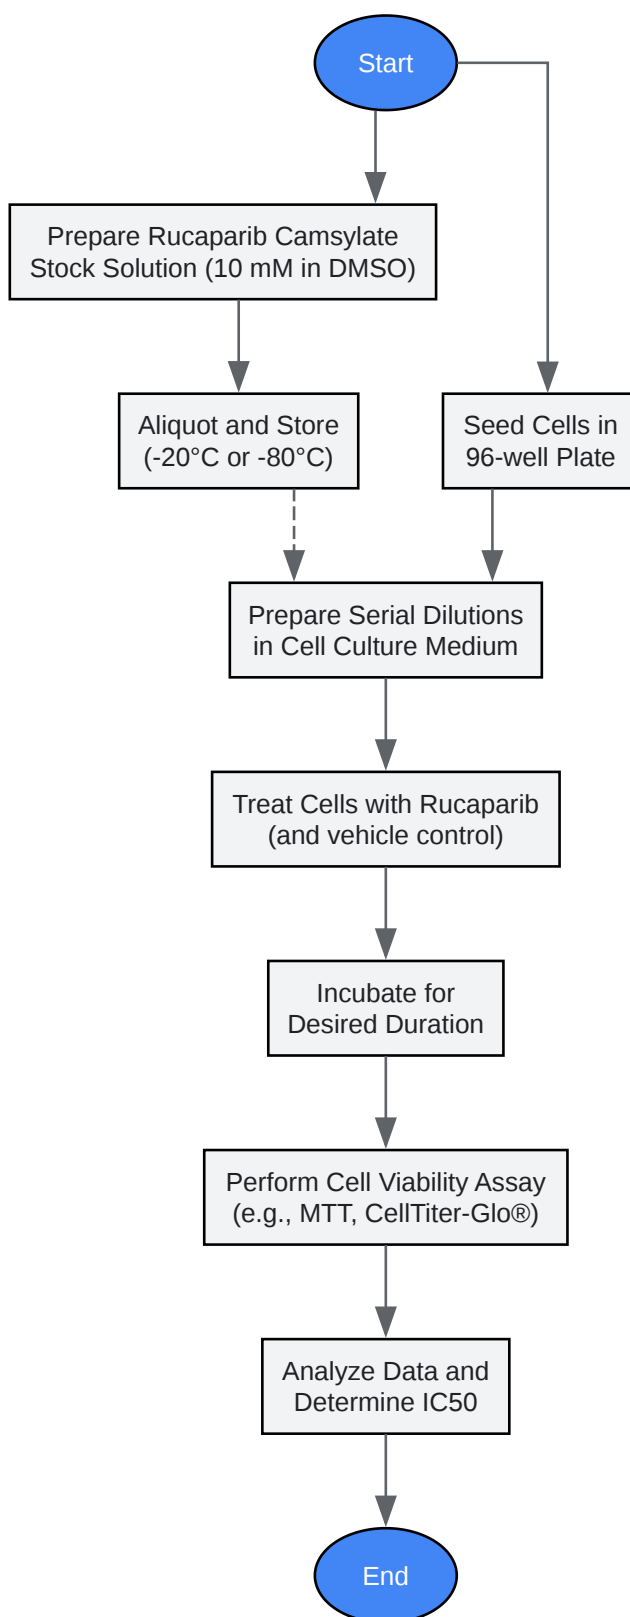 Start
Prepare Rucaparib Camsylate
Stock Solution (10 mM in DMSO)
Aliquot and Store
(-20°C or -80°C)
Seed Cells in
96-well Plate
Prepare Serial Dilutions
in Cell Culture Medium
Treat Cells with Rucaparib
(and vehicle control)
Incubate for
Desired Duration
Perform Cell Viability Assay
(e.g., MTT, CellTiter-Glo®)
Analyze Data and
Determine IC50
End